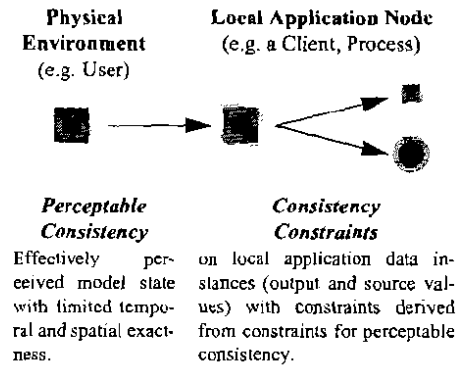 Physical
Environment
(e.g. User)
Local Application Node
(e.g. a Client, Process)
Perceptable
Consistency
Effectively per-
ceived model state
with limited tempo-
ral and spatial exact-
ness.
Consistency
Constraints
on local application data in-
stances (output and source val-
ues) with constraints derived
from constraints for perceptable
consistency.